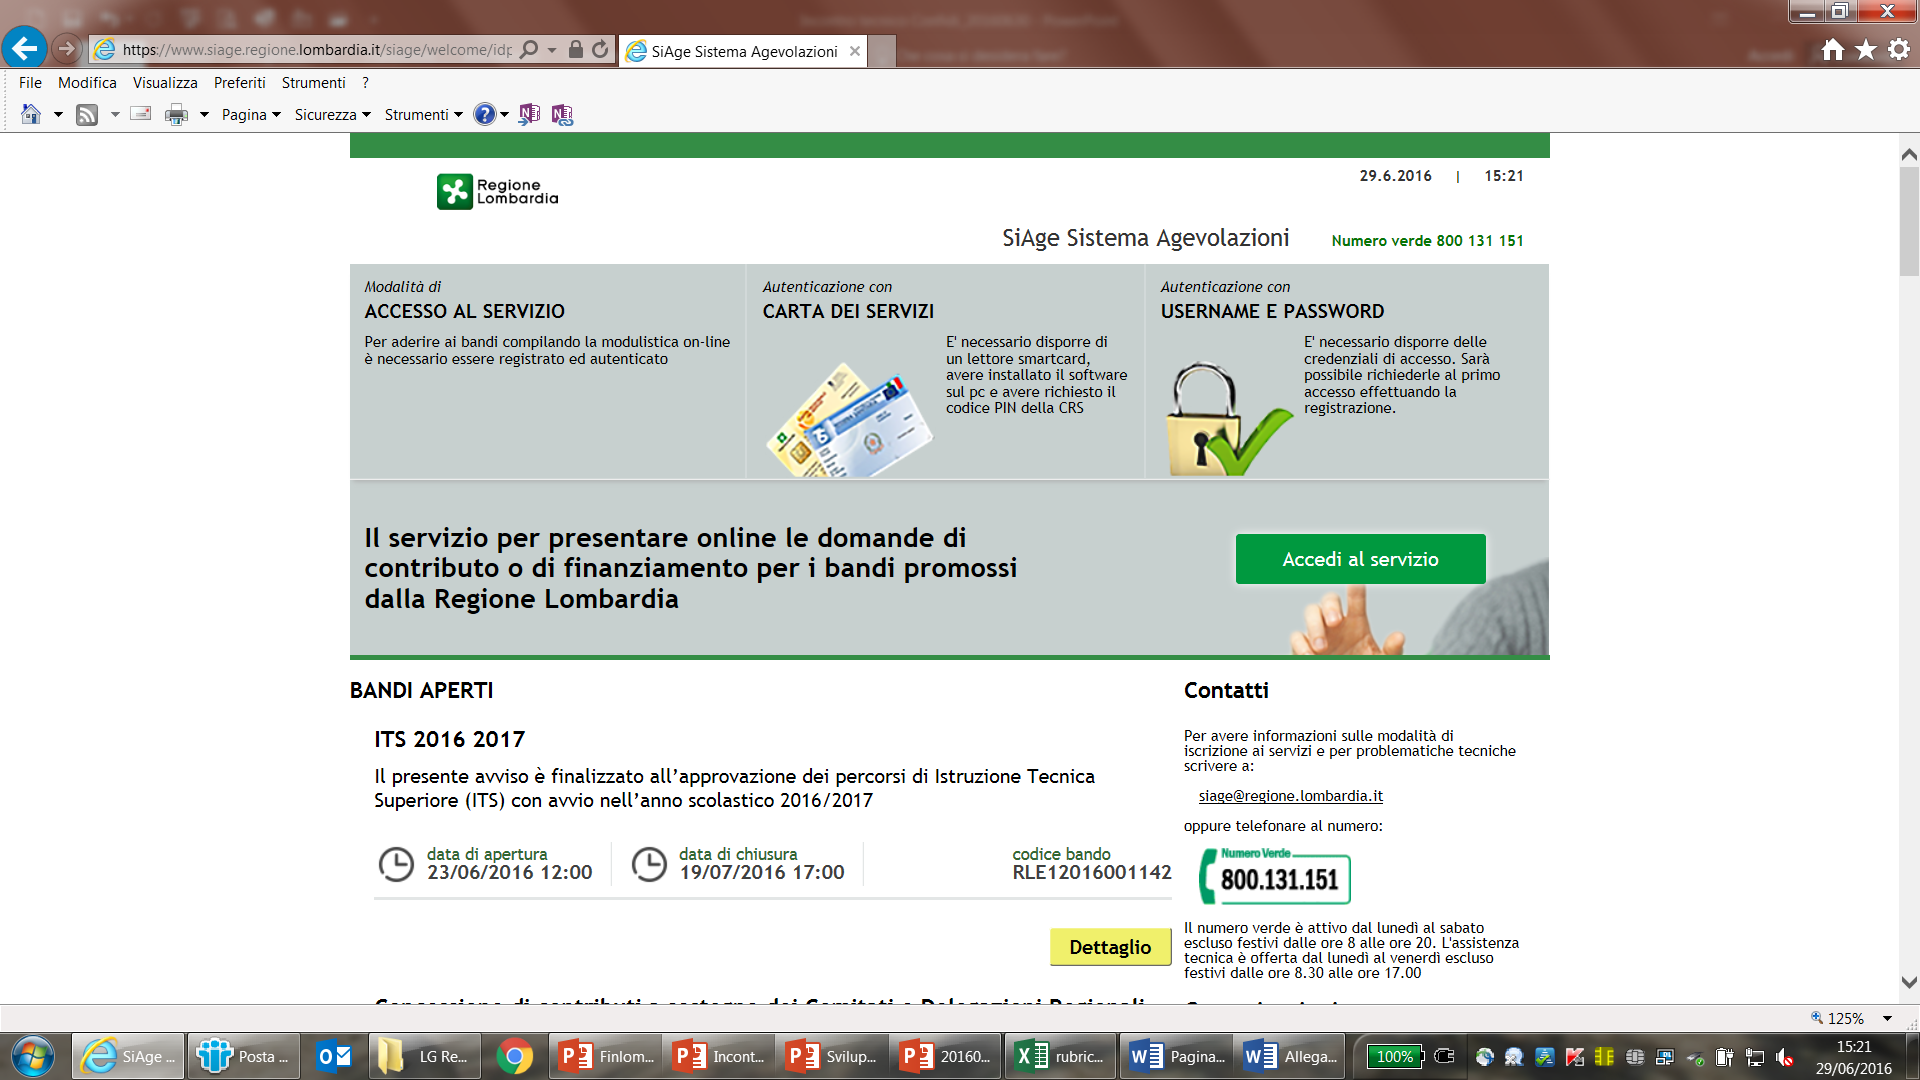 https://www.siage.regione.lombardia.it/siage/welcome/idp
SiAge Sistema Agevolazioni
File Modifica Visualizza Preferiti Strumenti ?
Pagina Sicurezza Strumenti
Regione
Lombardia
29.6.2016 | 15:21
SiAge Sistema Agevolazioni
Numero verde 800 131 151
Modalità di
ACCESSO AL SERVIZIO
Per aderire ai bandi compilando la modulistica on-line
è necessario essere registrato ed autenticato
Autenticazione con
CARTA DEI SERVIZI
E' necessario disporre di
un lettore smartcard,
avere installato il software
sul pc e avere richiesto il
codice PIN della CRS
Autenticazione con
USERNAME E PASSWORD
E' necessario disporre delle
credenziali di accesso. Sarà
possibile richiederle al primo
accesso effettuando la
registrazione.
Il servizio per presentare online le domande di
contributo o di finanziamento per i bandi promossi
dalla Regione Lombardia
Accedi al servizio
BANDI APERTI
ITS 2016 2017
Il presente avviso è finalizzato all’approvazione dei percorsi di Istruzione Tecnica
Superiore (ITS) con avvio nell’anno scolastico 2016/2017
data di apertura
23/06/2016 12:00
data di chiusura
19/07/2016 17:00
codice bando
RLE12016001142
Dettaglio
Concessione di contributi a sostegno dei Comitati e Delegazioni Regionali
Contatti
Per avere informazioni sulle modalità di
iscrizione ai servizi e per problematiche tecniche
scrivere a:
siage@regione.lombardia.it
oppure telefonare al numero:
Numero Verde
800.131.151
Il numero verde è attivo dal lunedì al sabato
escluso festivi dalle ore 8 alle ore 20. L'assistenza
tecnica è offerta dal lunedì al venerdì escluso
festivi dalle ore 8.30 alle ore 17.00
125%
SiAge ...
Posta ...
LG Re...
Finlom...
Incont...
Svilup...
20160...
rubric...
Pagina...
Allega...
100%
15:21
29/06/2016